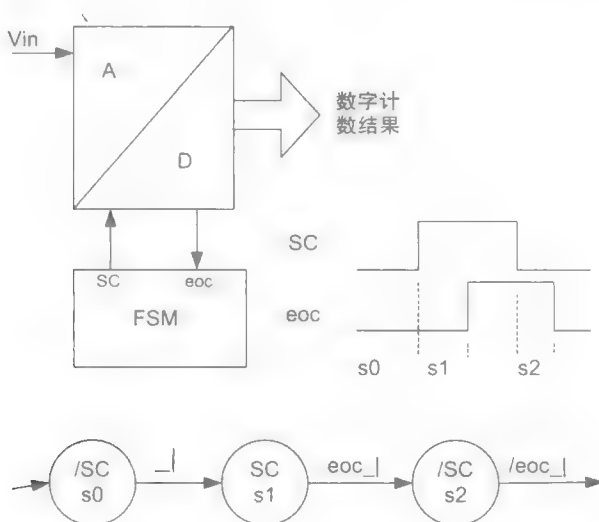 Vin
A
D
数字计
数结果
SC
eoc
FSM
SC
eoc
s0
s1
s2
/SC
s0
_|
SC
s1
eoc_|
/SC
s2
/eoc_|